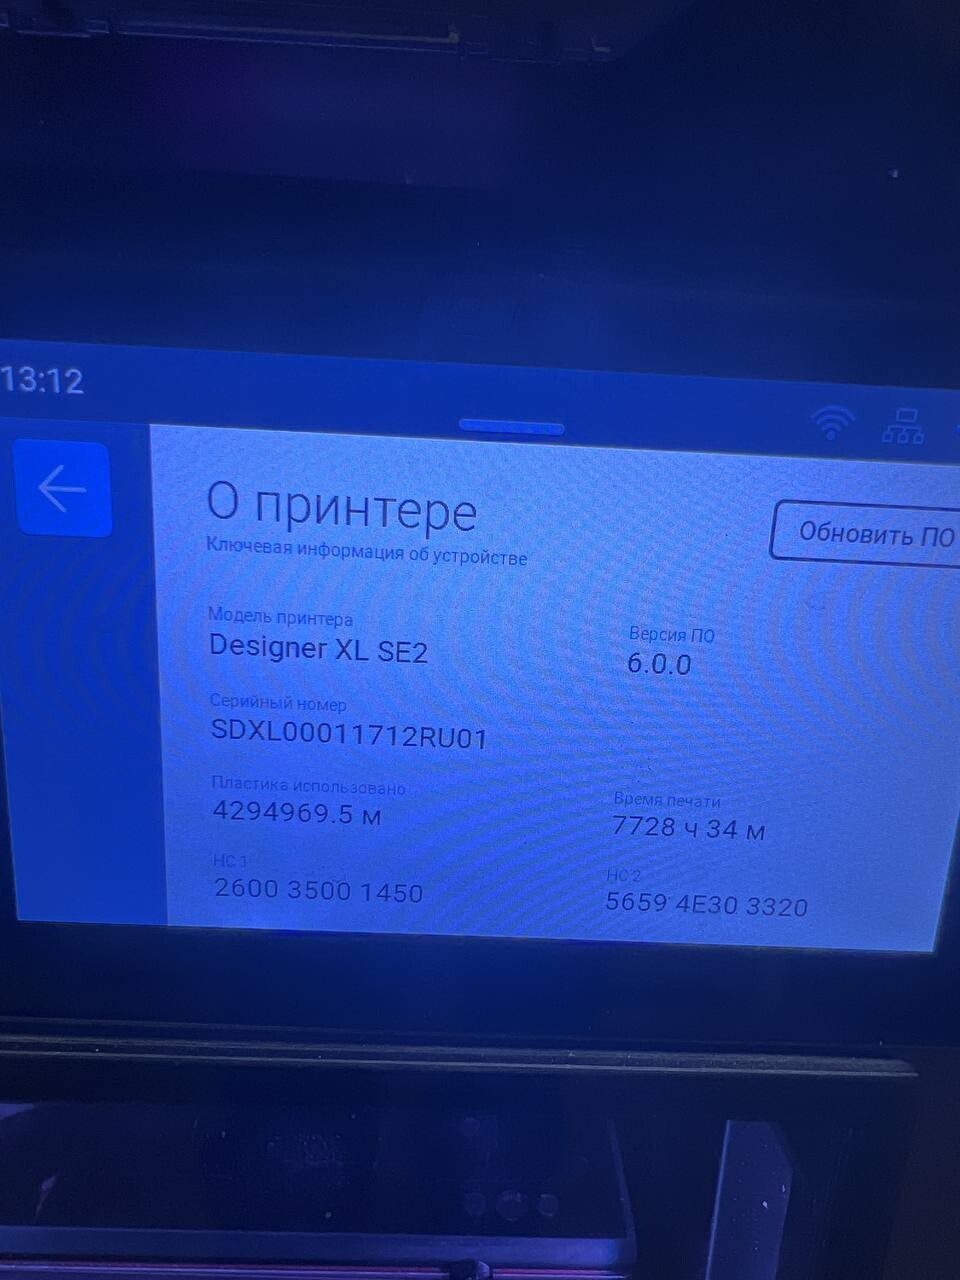 13:12
О принтере
Обновить ПО
Ключевая информация об устройстве
Модель принтера
Designer XL SE2
Версия ПО
6.0.0
Серийный номер
SDXL00011712RU01
Пластика использовано
4294969.5 м
Время печати
7728 ч 34 м
НС 1
2600 3500 1450
НС 2
5659 4E30 3320